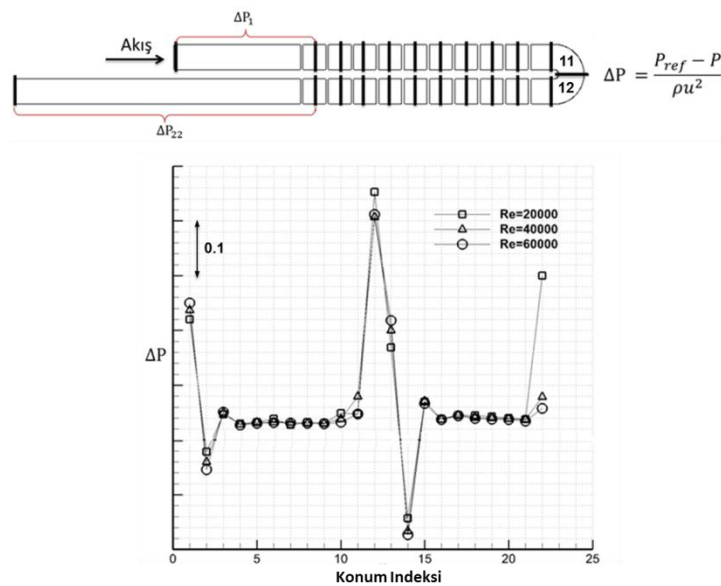 ΔP₁
Akış
11
12
ΔP₂₂
ΔP = (P_ref − P) / ρu²
Re=20000
Re=40000
Re=60000
0.1
ΔP
0 5 10 15 20 25
Konum Indeksi